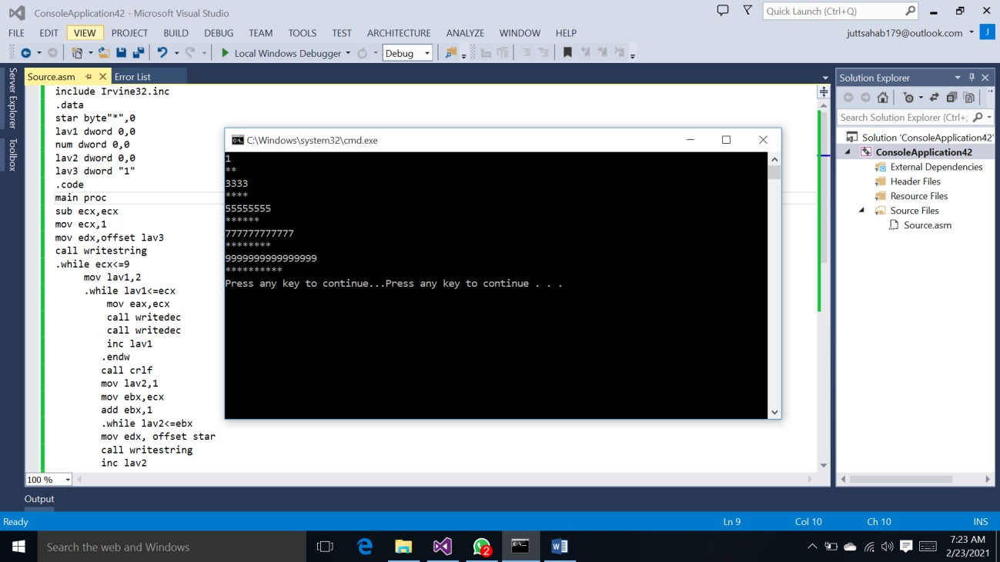 ConsoleApplication42 - Microsoft Visual Studio
Quick Launch (Ctrl+Q)
FILE EDIT VIEW PROJECT BUILD DEBUG TEAM TOOLS TEST ARCHITECTURE ANALYZE WINDOW HELP
juttsahab179@outlook.com
J
Local Windows Debugger
Debug
Server Explorer
Toolbox
Source.asm
Error List
include Irvine32.inc
.data
star byte"*",0
lav1 dword 0,0
num dword 0,0
lav2 dword 0,0
lav3 dword "1"
.code
main proc
sub ecx,ecx
mov ecx,1
mov edx,offset lav3
call writestring
.while ecx<=9
mov lav1,2
.while lav1<=ecx
mov eax,ecx
call writedec
call writedec
inc lav1
.endw
call crlf
mov lav2,1
mov ebx,ecx
add ebx,1
.while lav2<=ebx
mov edx, offset star
call writestring
inc lav2
100 %
C:\Windows\system32\cmd.exe
1
**
3333
****
55555555
******
777777777777
********
9999999999999999
**********
Press any key to continue...Press any key to continue . . .
Solution Explorer
Search Solution Explorer (Ctrl+;
Solution 'ConsoleApplication42'
ConsoleApplication42
External Dependencies
Header Files
Resource Files
Source Files
Source.asm
Output
Ready
Ln 9 Col 10 Ch 10 INS
Search the web and Windows
2
7:23 AM
2/23/2021